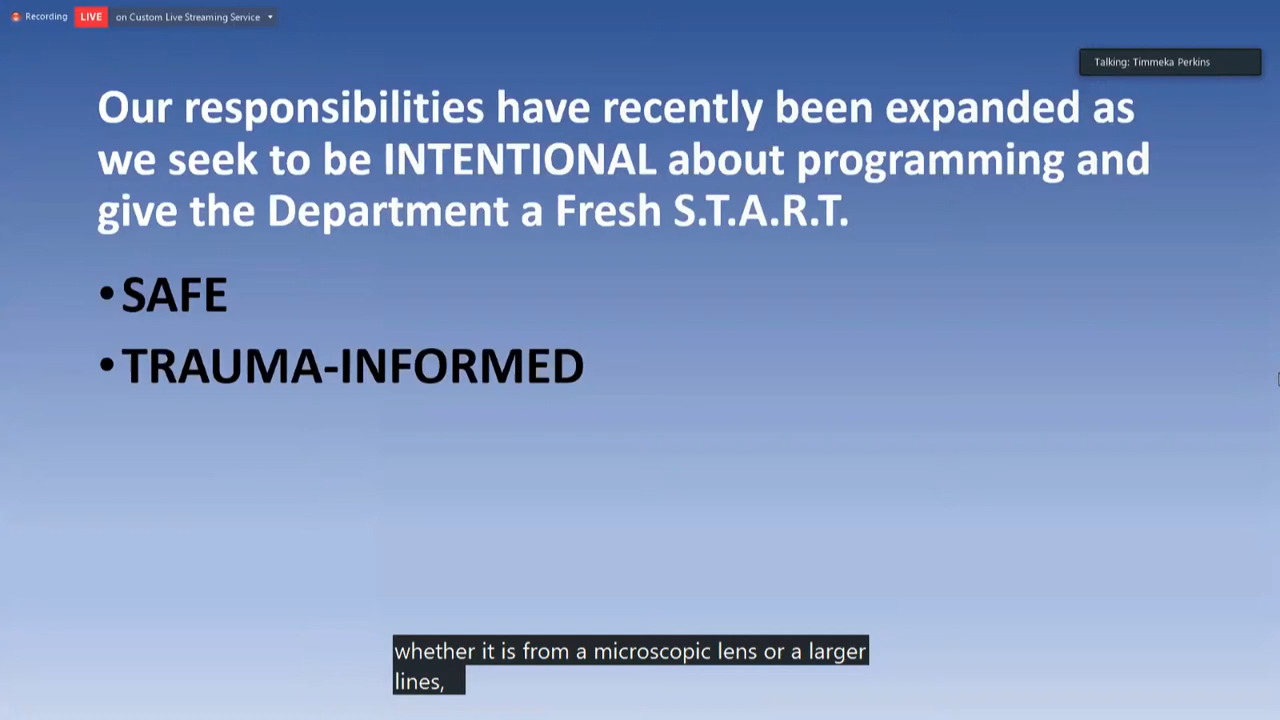 Recording LIVE on Custom Live Streaming Service
Talking: Timmeka Perkins
Our responsibilities have recently been expanded as
we seek to be INTENTIONAL about programming and
give the Department a Fresh S.T.A.R.T.
•SAFE
•TRAUMA-INFORMED
whether it is from a microscopic lens or a larger
lines,